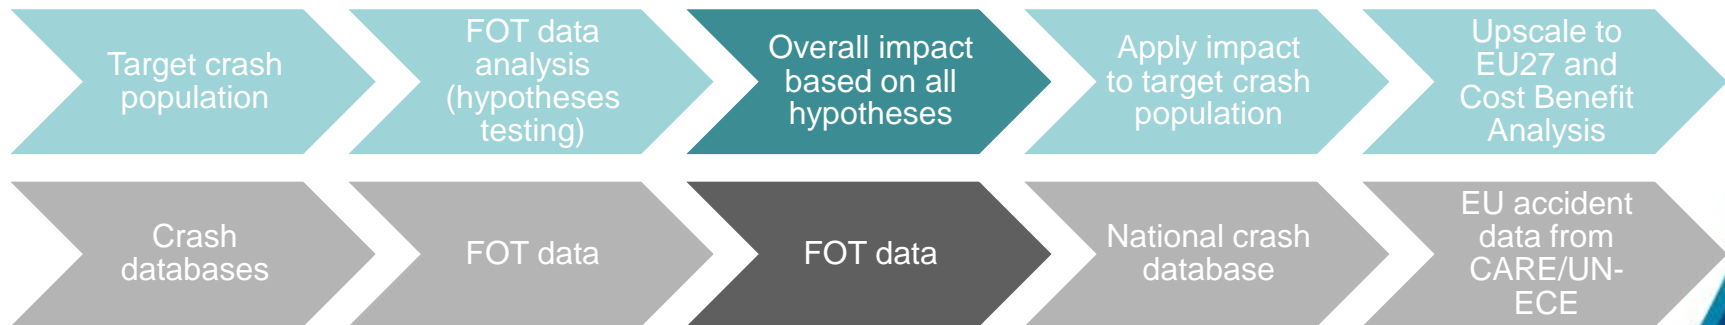 Target crash
population
FOT data
analysis
(hypotheses
testing)
Overall impact
based on all
hypotheses
Apply impact
to target crash
population
Upscale to
EU27 and
Cost Benefit
Analysis
Crash
databases
FOT data
FOT data
National crash
database
EU accident
data from
CARE/UN-
ECE